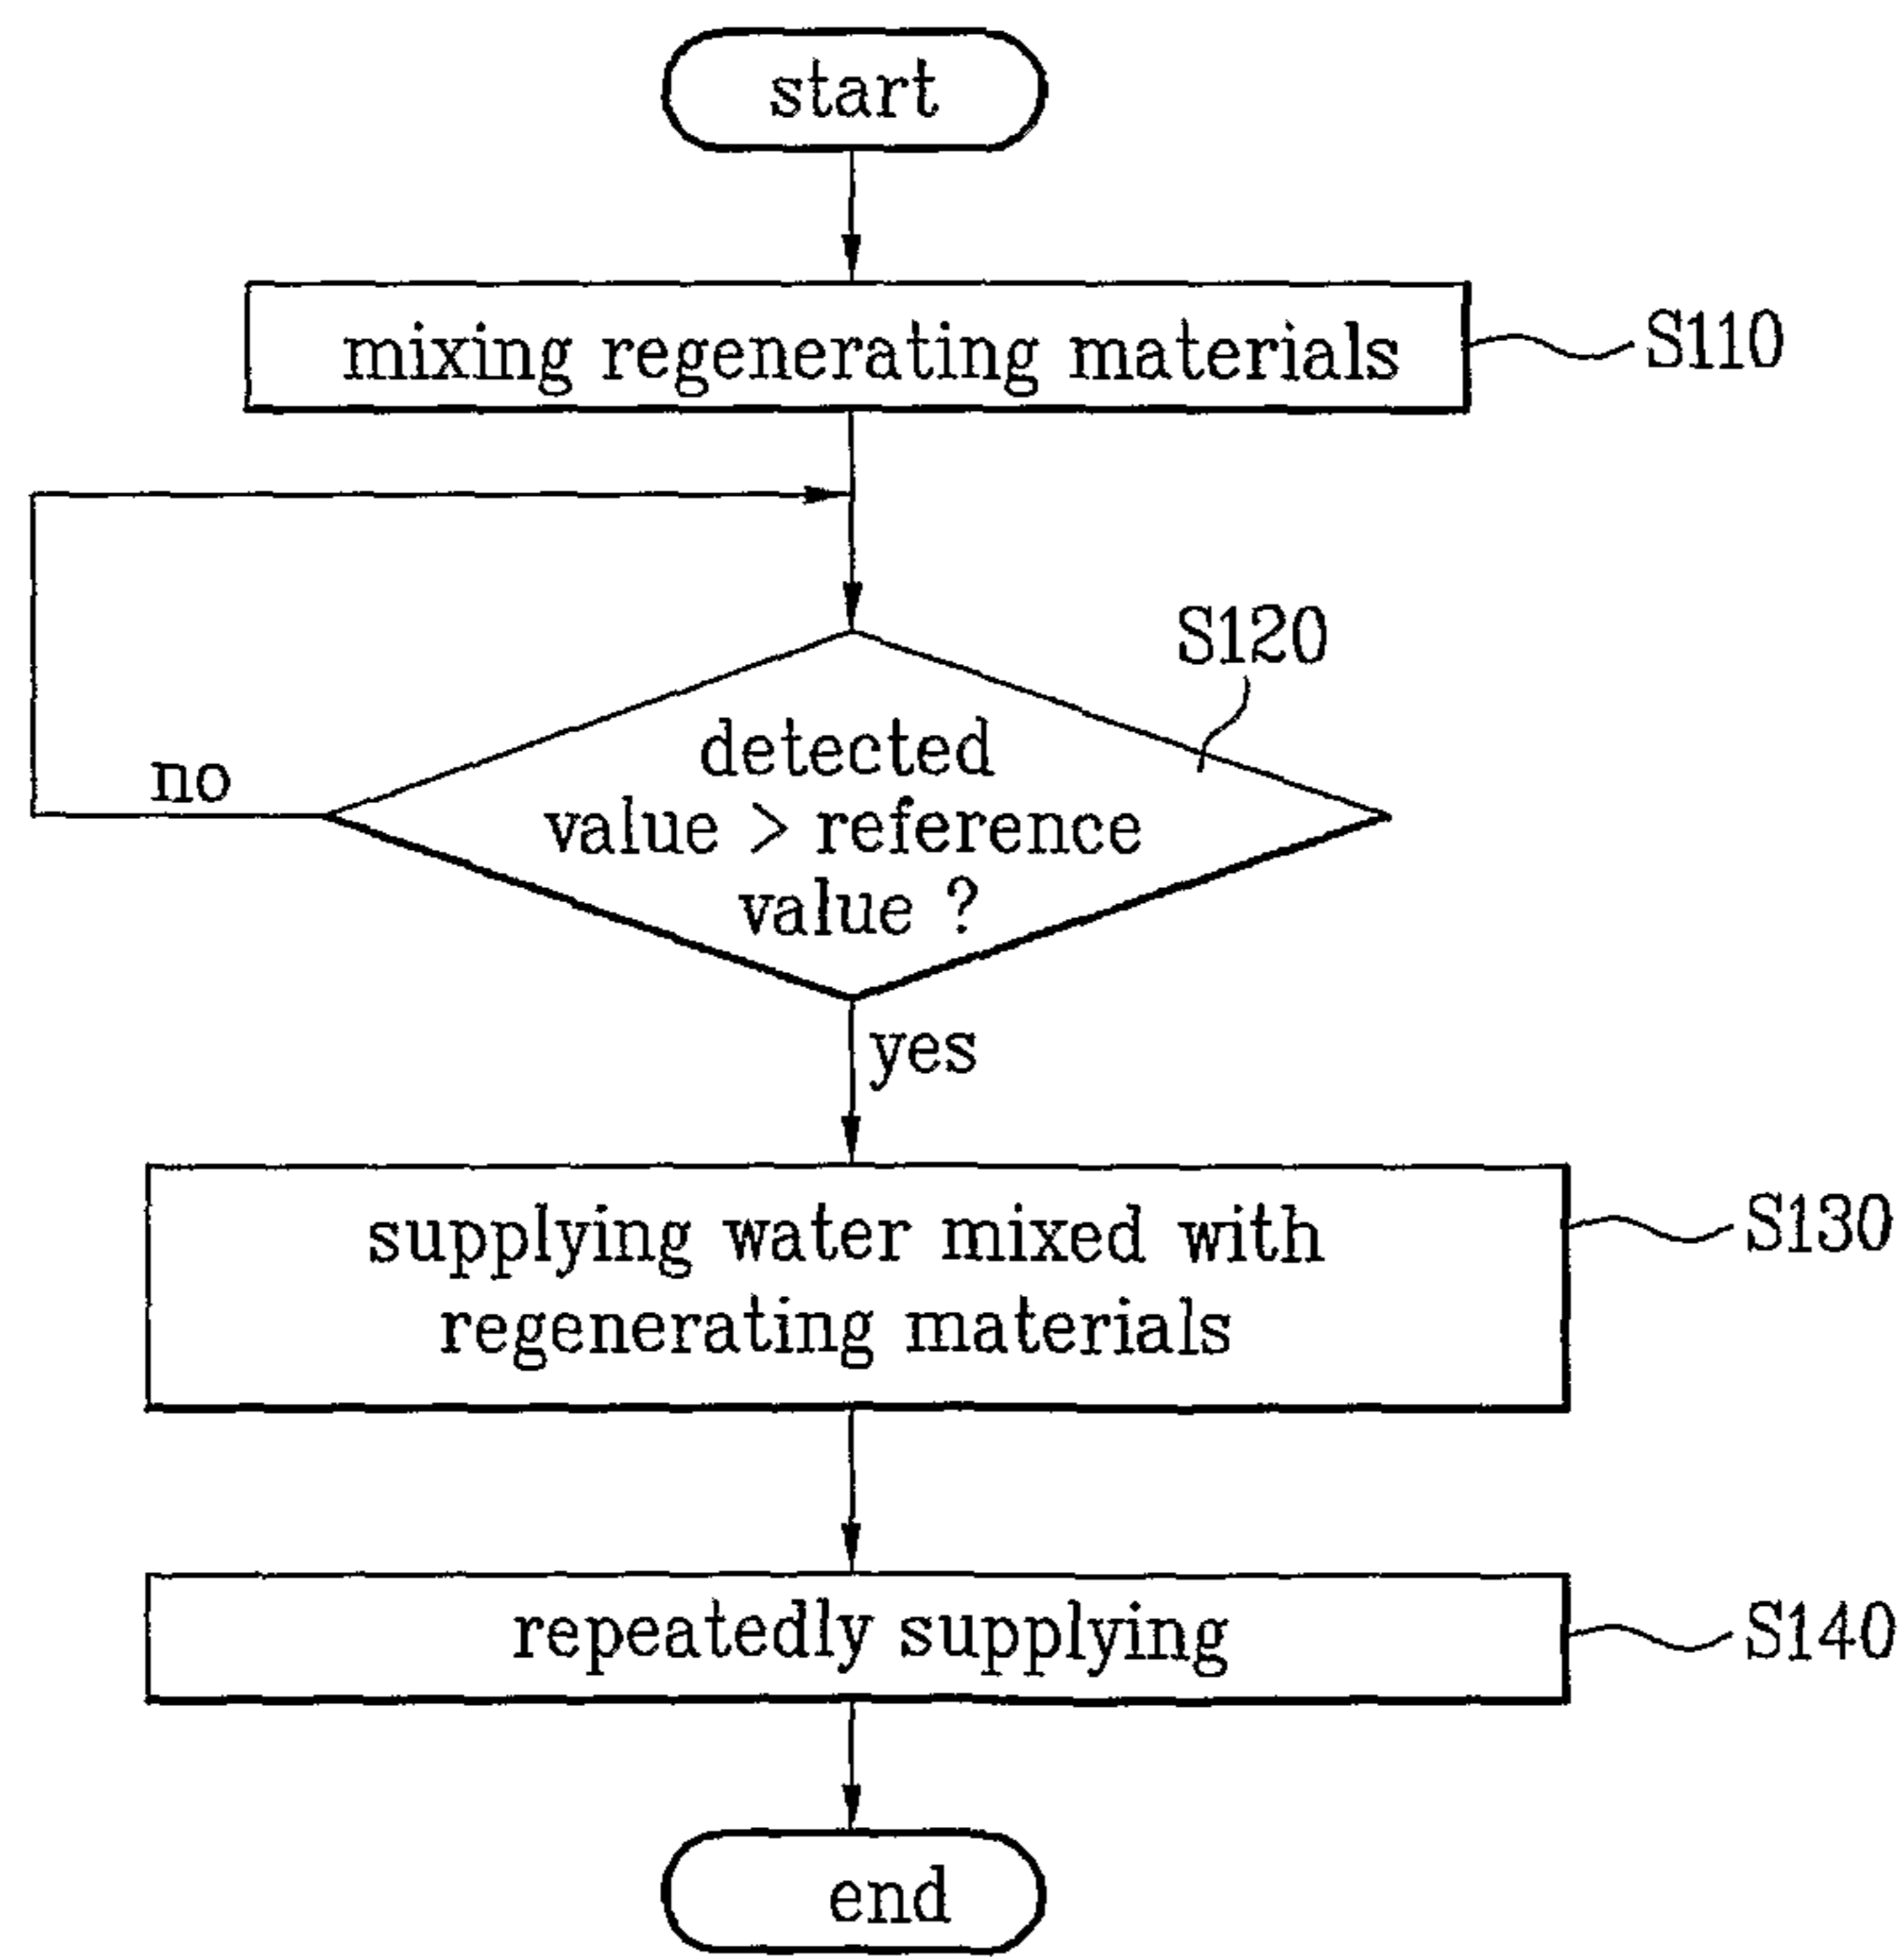 start
mixing regenerating materials
S110
S120
detected
value > reference
value ?
no
yes
supplying water mixed with
regenerating materials
S130
repeatedly supplying
S140
end